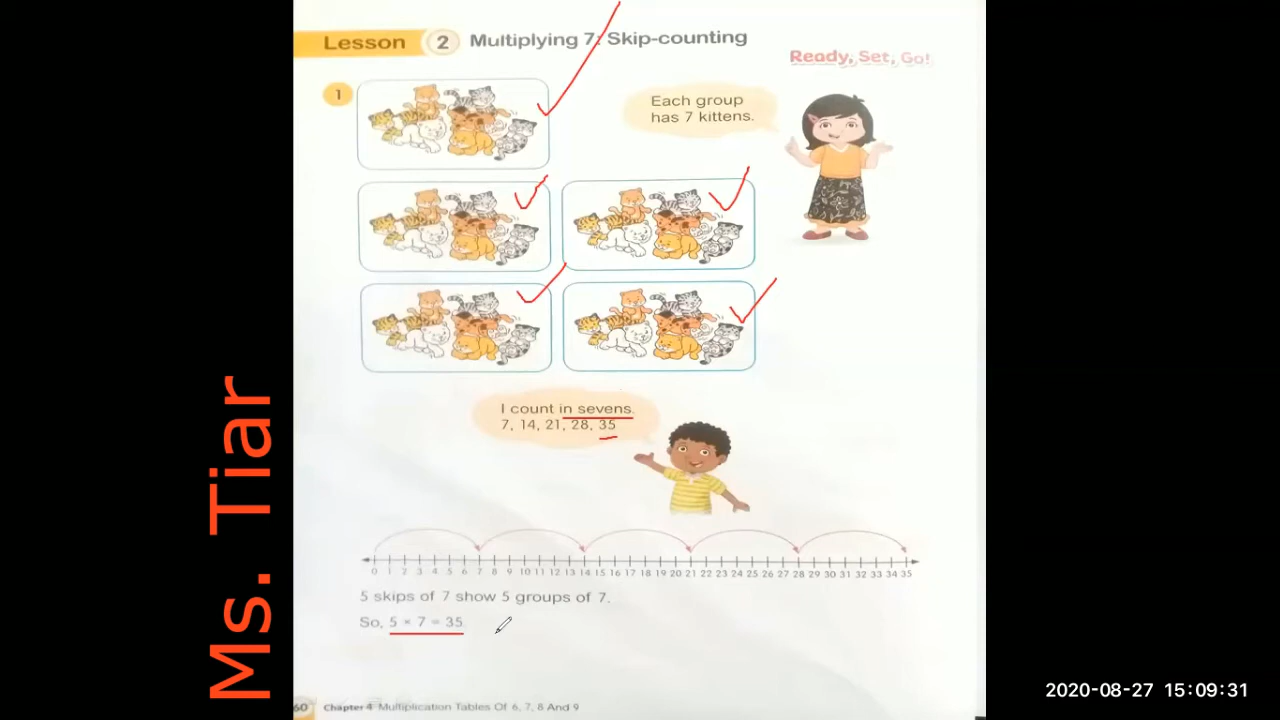 Lesson 2 Multiplying 7: Skip-counting
Ready, Set, Go!
1
Each group
has 7 kittens.
I count in sevens.
7, 14, 21, 28, 35
0 1 2 3 4 5 6 7 8 9 10 11 12 13 14 15 16 17 18 19 20 21 22 23 24 25 26 27 28 29 30 31 32 33 34 35
5 skips of 7 show 5 groups of 7.
So, 5 × 7 = 35
60 Chapter 4 Multiplication Tables Of 6, 7, 8 And 9
Ms. Tiar
2020-08-27 15:09:31